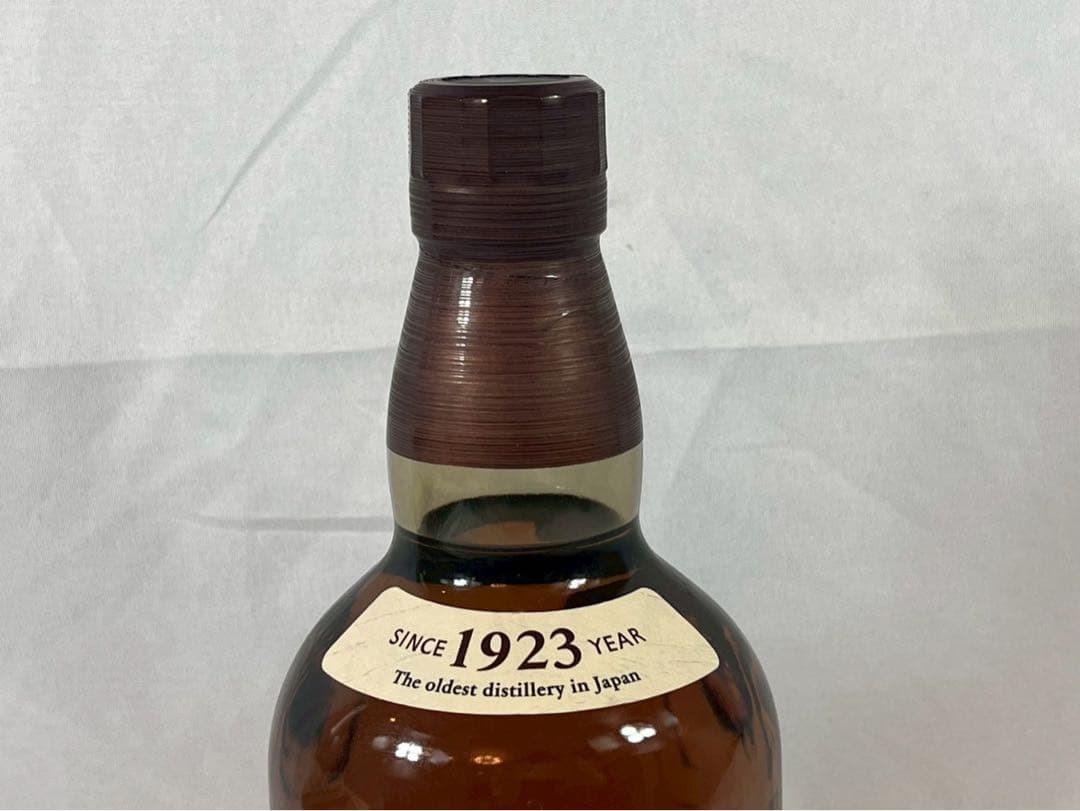 SINCE 1923 YEAR
The oldest distillery in Japan